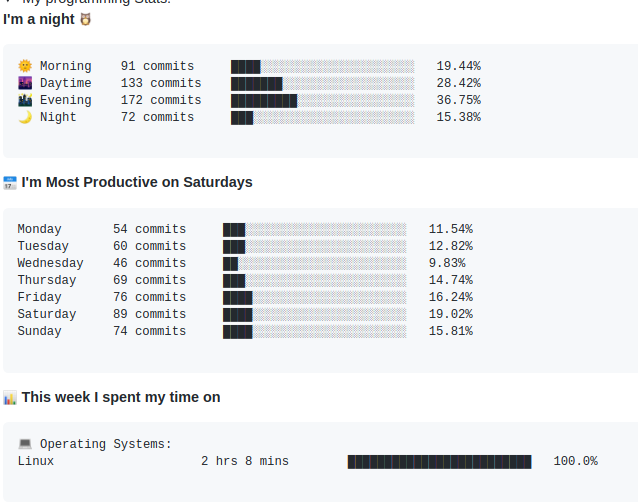 My programming Stats:
I'm a night 🦉
🌞 Morning 91 commits ████░░░░░░░░░░░░░░░░░░░░░ 19.44%
🌆 Daytime 133 commits ███████░░░░░░░░░░░░░░░░░░ 28.42%
🌃 Evening 172 commits █████████░░░░░░░░░░░░░░░░ 36.75%
🌙 Night 72 commits ███░░░░░░░░░░░░░░░░░░░░░░ 15.38%
📅 I'm Most Productive on Saturdays
Monday 54 commits ███░░░░░░░░░░░░░░░░░░░░░░ 11.54%
Tuesday 60 commits ███░░░░░░░░░░░░░░░░░░░░░░ 12.82%
Wednesday 46 commits ██░░░░░░░░░░░░░░░░░░░░░░░ 9.83%
Thursday 69 commits ███░░░░░░░░░░░░░░░░░░░░░░ 14.74%
Friday 76 commits ████░░░░░░░░░░░░░░░░░░░░░ 16.24%
Saturday 89 commits ████░░░░░░░░░░░░░░░░░░░░░ 19.02%
Sunday 74 commits ████░░░░░░░░░░░░░░░░░░░░░ 15.81%
📊 This week I spent my time on
💻 Operating Systems:
Linux 2 hrs 8 mins █████████████████████████ 100.0%